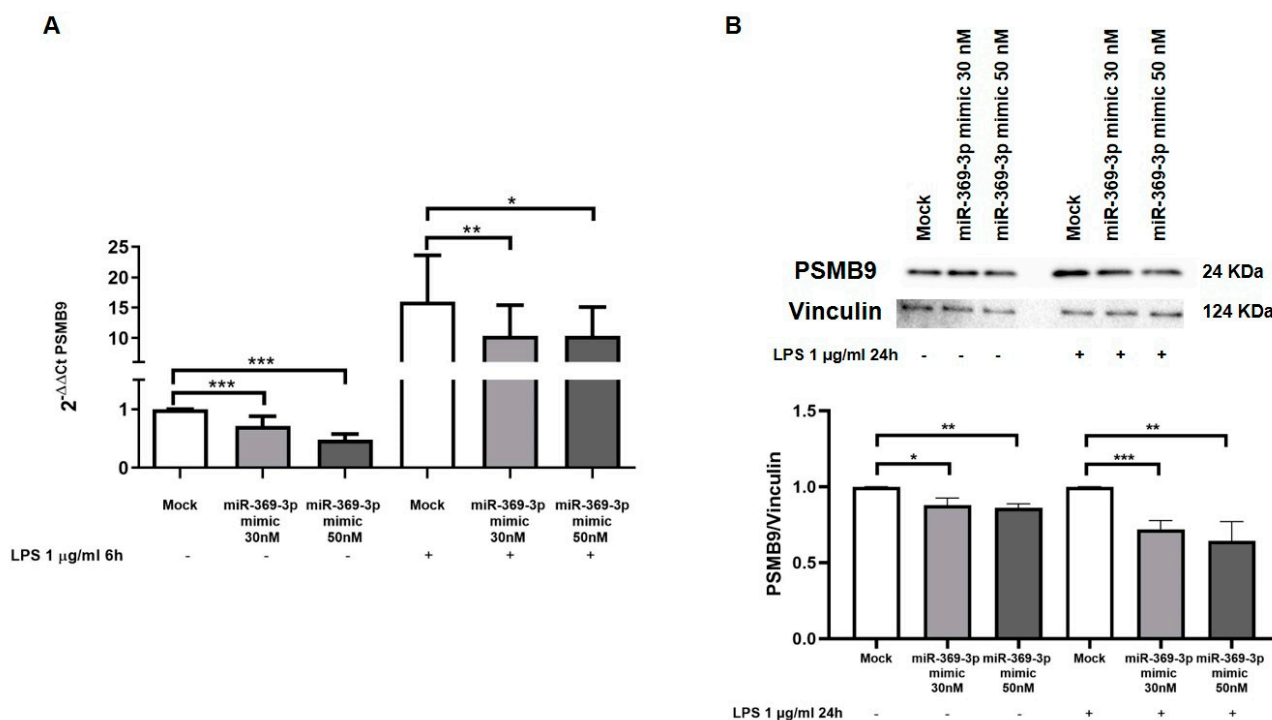 A
2^-ΔΔCt PSMB9
25
20
15
10
1
0
***
***
**
*
Mock
miR-369-3p
mimic
30nM
miR-369-3p
mimic
50nM
Mock
miR-369-3p
mimic
30nM
miR-369-3p
mimic
50nM
LPS 1 μg/ml 6h - - - + + +
B
Mock
miR-369-3p mimic 30 nM
miR-369-3p mimic 50 nM
Mock
miR-369-3p mimic 30 nM
miR-369-3p mimic 50 nM
PSMB9 24 KDa
Vinculin 124 KDa
LPS 1 μg/ml 24h - - - + + +
PSMB9/Vinculin
1.5
1.0
0.5
0.0
**
*
**
***
Mock
miR-369-3p
mimic
30nM
miR-369-3p
mimic
50nM
Mock
miR-369-3p
mimic
30nM
miR-369-3p
mimic
50nM
LPS 1 μg/ml 24h - - - + + +